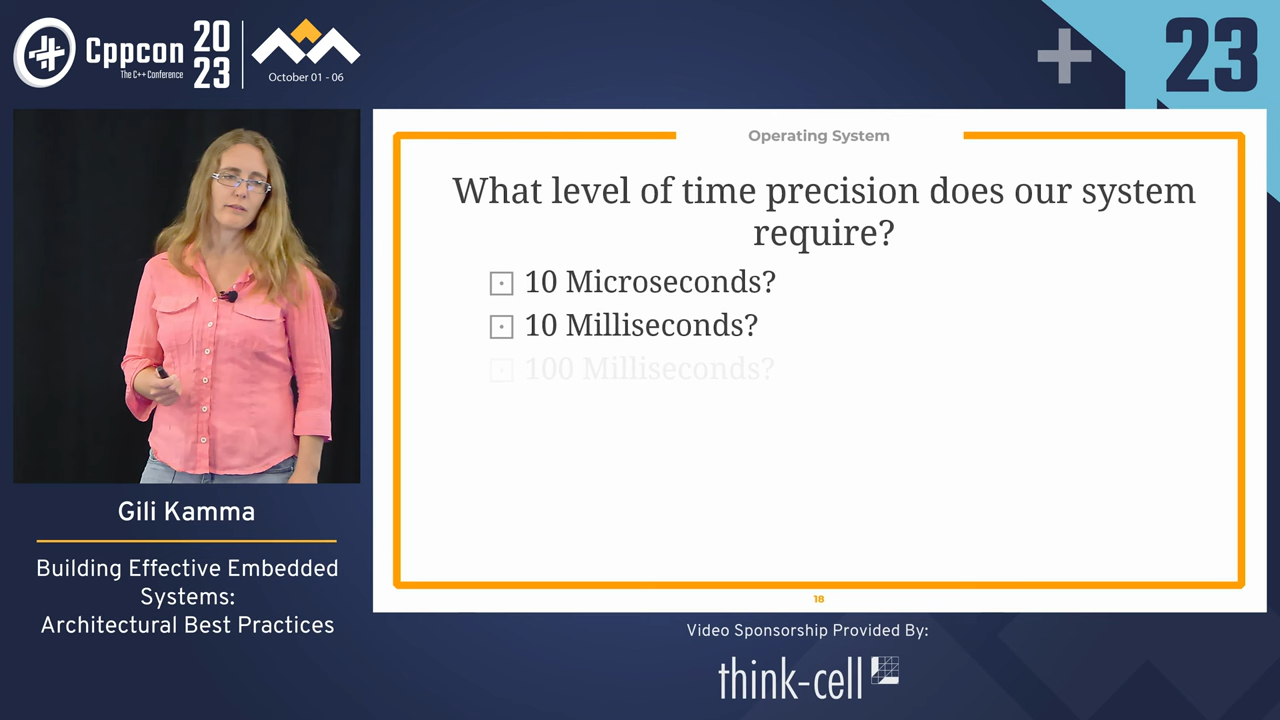 Cppcon
The C++ Conference
20
23
October 01 - 06
23
Operating System
What level of time precision does our system
require?
10 Microseconds?
10 Milliseconds?
100 Milliseconds?
18
Gili Kamma
Building Effective Embedded
Systems:
Architectural Best Practices
Video Sponsorship Provided By:
think-cell